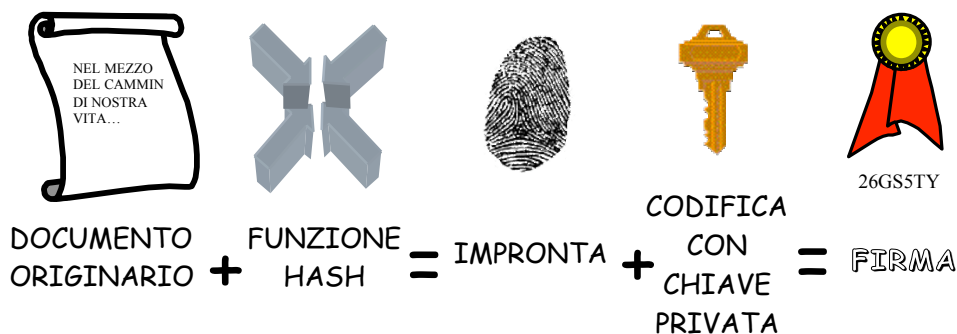 NEL MEZZO
DEL CAMMIN
DI NOSTRA
VITA…
26GS5TY
DOCUMENTO
ORIGINARIO
+
FUNZIONE
HASH
=
IMPRONTA
+
CODIFICA
CON
CHIAVE
PRIVATA
=
FIRMA